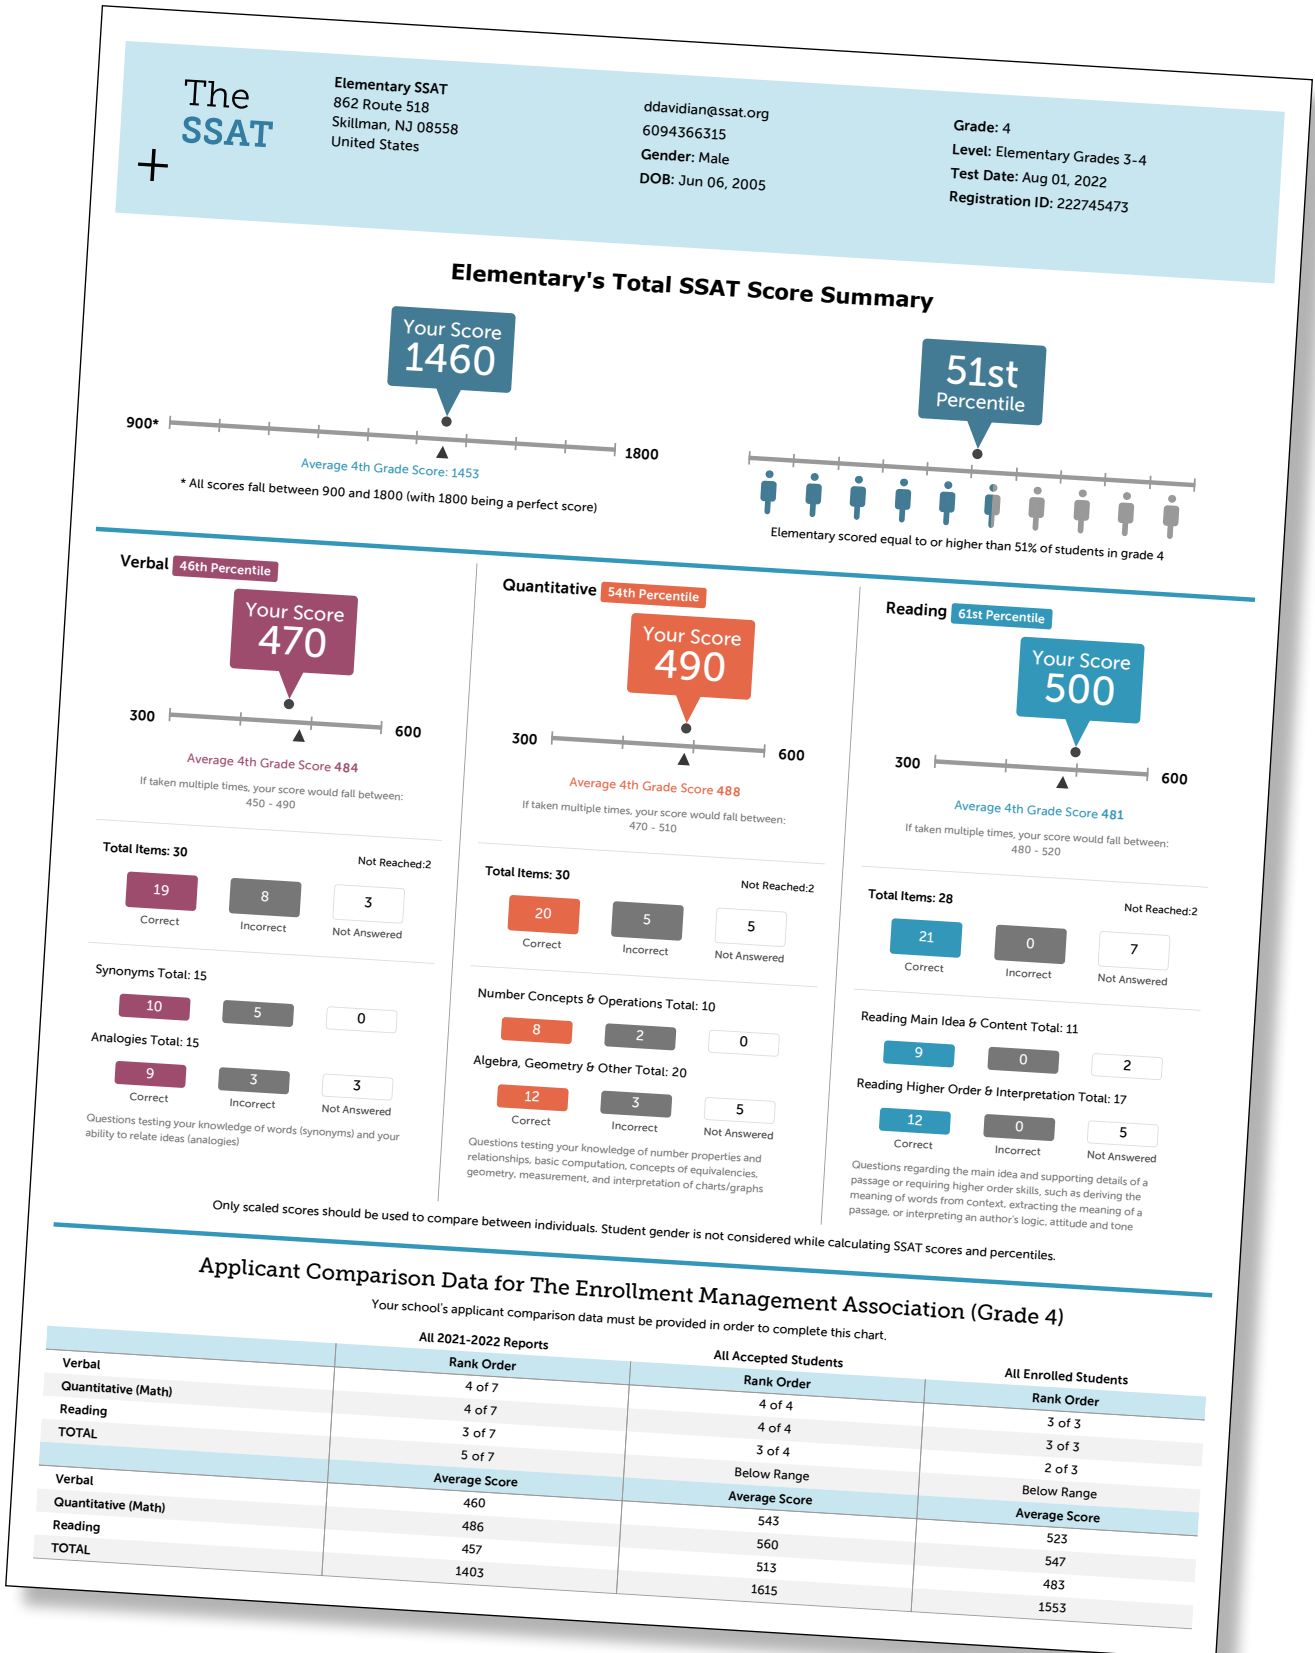 The
SSAT
Elementary SSAT
862 Route 518
Skillman, NJ 08558
United States
ddavidian@ssat.org
6094366315
Gender: Male
DOB: Jun 06, 2005
Grade: 4
Level: Elementary Grades 3-4
Test Date: Aug 01, 2022
Registration ID: 222745473
Elementary's Total SSAT Score Summary
Your Score
1460
900*
1800
Average 4th Grade Score: 1453
* All scores fall between 900 and 1800 (with 1800 being a perfect score)
51st
Percentile
Elementary scored equal to or higher than 51% of students in grade 4
Verbal 46th Percentile
Your Score
470
300
600
Average 4th Grade Score 484
If taken multiple times, your score would fall between:
450 - 490
Total Items: 30
Not Reached:2
19 8 3
Correct Incorrect Not Answered
Synonyms Total: 15
10 5 0
Analogies Total: 15
9 3 3
Correct Incorrect Not Answered
Questions testing your knowledge of words (synonyms) and your
ability to relate ideas (analogies)
Quantitative 54th Percentile
Your Score
490
300
600
Average 4th Grade Score 488
If taken multiple times, your score would fall between:
470 - 510
Total Items: 30
Not Reached:2
20 5 5
Correct Incorrect Not Answered
Number Concepts & Operations Total: 10
8 2 0
Algebra, Geometry & Other Total: 20
12 3 5
Correct Incorrect Not Answered
Questions testing your knowledge of number properties and
relationships, basic computation, concepts of equivalencies,
geometry, measurement, and interpretation of charts/graphs
Reading 61st Percentile
Your Score
500
300
600
Average 4th Grade Score 481
If taken multiple times, your score would fall between:
480 - 520
Total Items: 28
Not Reached:2
21 0 7
Correct Incorrect Not Answered
Reading Main Idea & Content Total: 11
9 0 2
Reading Higher Order & Interpretation Total: 17
12 0 5
Correct Incorrect Not Answered
Questions regarding the main idea and supporting details of a
passage or requiring higher order skills, such as deriving the
meaning of words from context, extracting the meaning of a
passage, or interpreting an author's logic, attitude and tone
Only scaled scores should be used to compare between individuals. Student gender is not considered while calculating SSAT scores and percentiles.
Applicant Comparison Data for The Enrollment Management Association (Grade 4)
Your school's applicant comparison data must be provided in order to complete this chart.
All 2021-2022 Reports All Accepted Students All Enrolled Students
Rank Order Rank Order Rank Order
Verbal 4 of 7 4 of 4 3 of 3
Quantitative (Math) 4 of 7 4 of 4 3 of 3
Reading 3 of 7 3 of 4 2 of 3
TOTAL 5 of 7 Below Range Below Range
Average Score Average Score Average Score
Verbal 460 543 523
Quantitative (Math) 486 560 547
Reading 457 513 483
TOTAL 1403 1615 1553